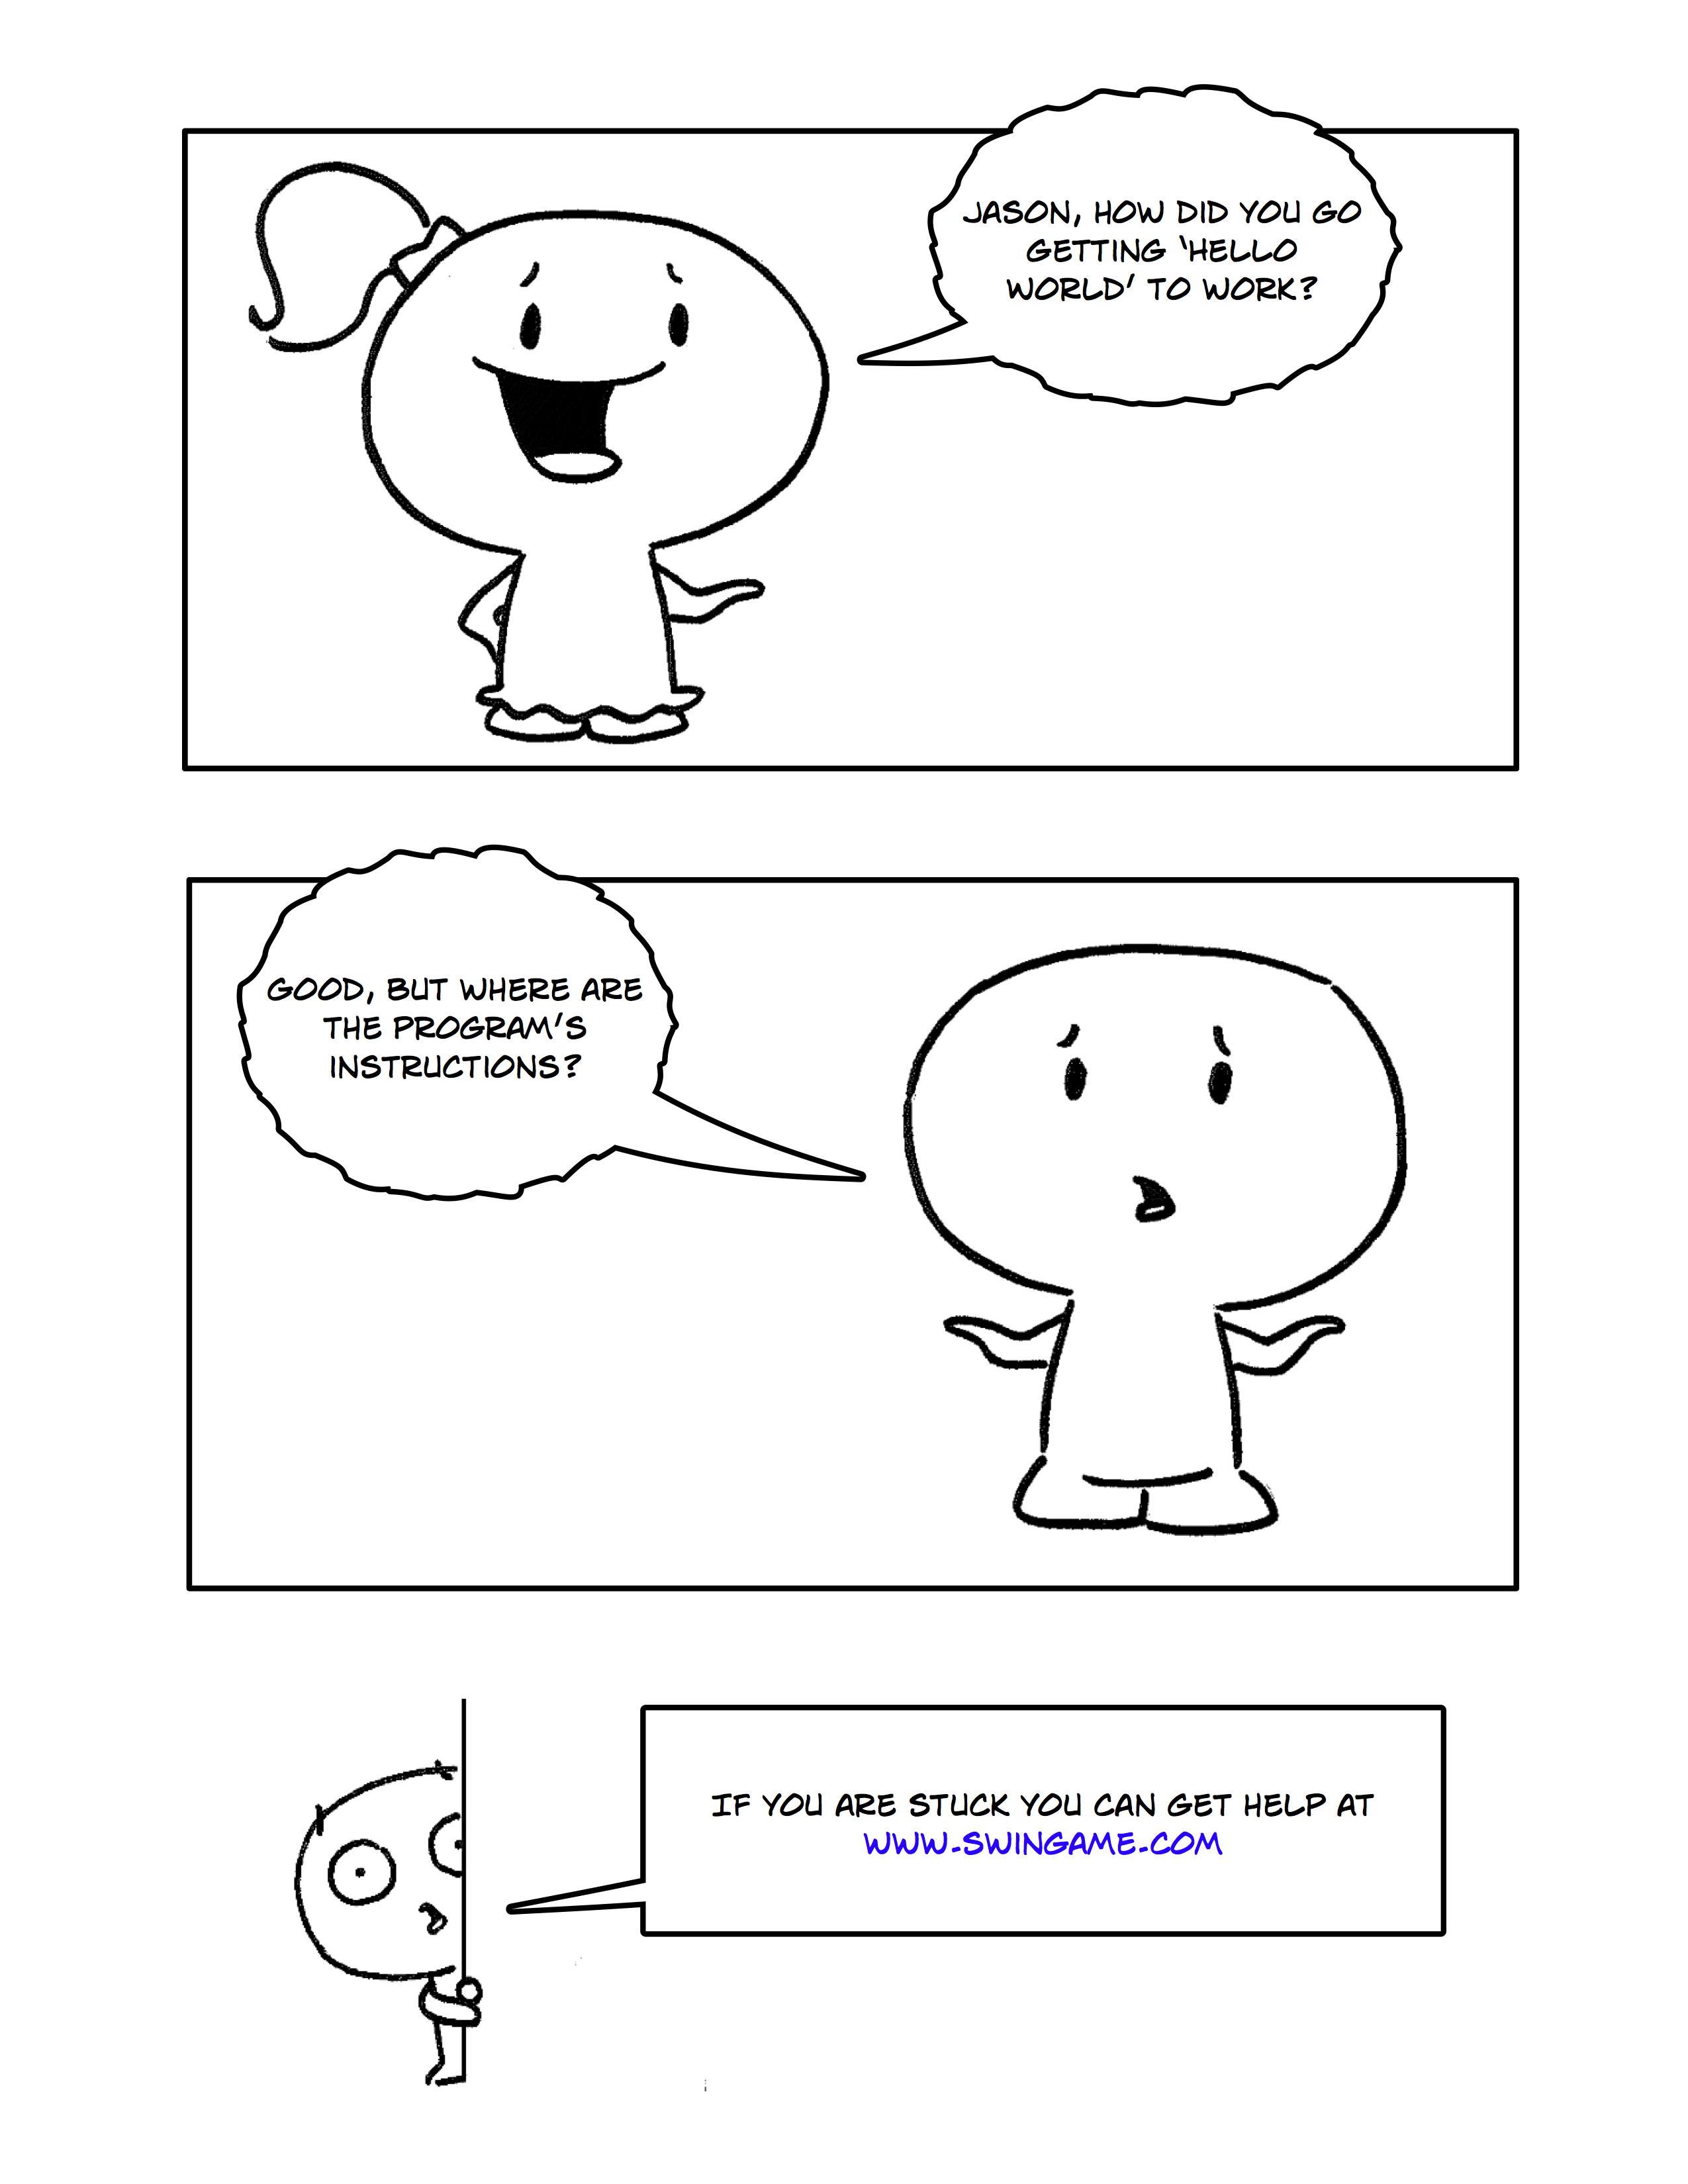 JASON, HOW DID YOU GO
GETTING ‘HELLO
WORLD’ TO WORK?
GOOD, BUT WHERE ARE
THE PROGRAM’S
INSTRUCTIONS?
IF YOU ARE STUCK YOU CAN GET HELP AT
WWW.SWINGAME.COM